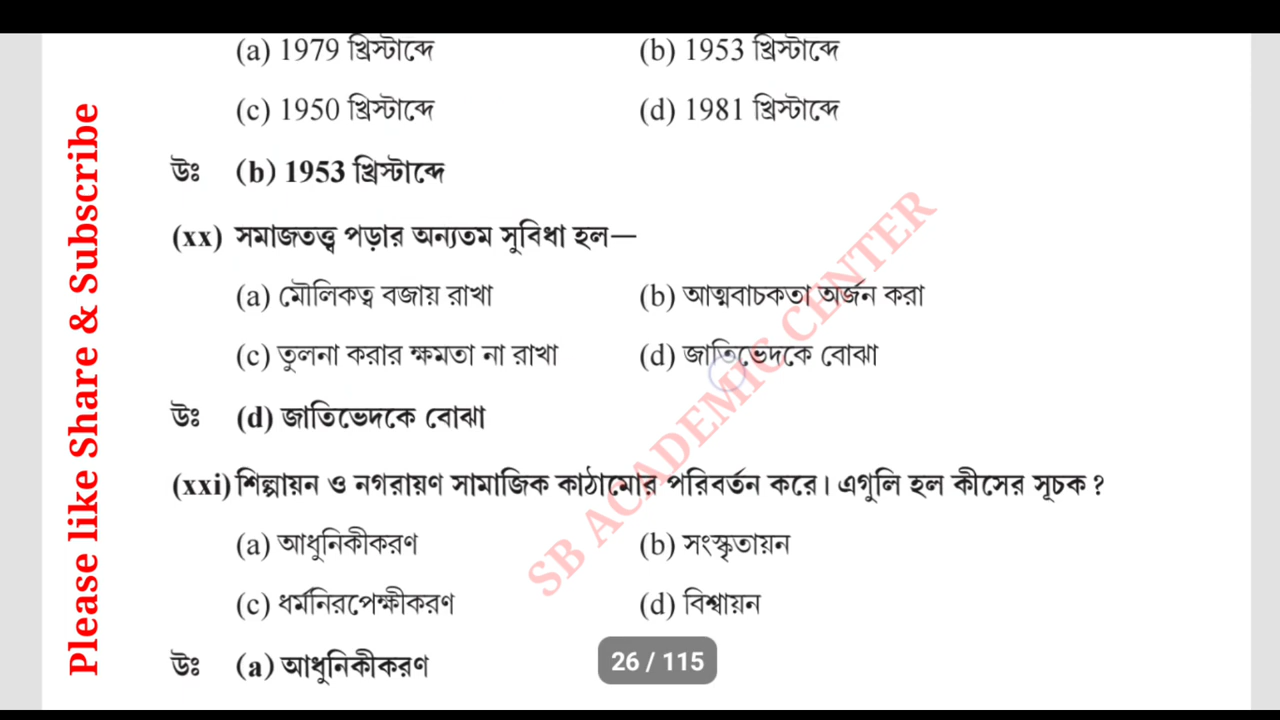 (a) 1979 খ্রিস্টাব্দে (b) 1953 খ্রিস্টাব্দে
(c) 1950 খ্রিস্টাব্দে (d) 1981 খ্রিস্টাব্দে
উঃ (b) 1953 খ্রিস্টাব্দে
(xx) সমাজতত্ত্ব পড়ার অন্যতম সুবিধা হল—
(a) মৌলিকত্ব বজায় রাখা (b) আত্মবাচকতা অর্জন করা
(c) তুলনা করার ক্ষমতা না রাখা (d) জাতিভেদকে বোঝা
উঃ (d) জাতিভেদকে বোঝা
(xxi) শিল্পায়ন ও নগরায়ণ সামাজিক কাঠামোর পরিবর্তন করে। এগুলি হল কীসের সূচক ?
(a) আধুনিকীকরণ (b) সংস্কৃতায়ন
(c) ধর্মনিরপেক্ষীকরণ (d) বিশ্বায়ন
উঃ (a) আধুনিকীকরণ
26 / 115
Please like Share & Subscribe
SB ACADEMIC CENTER